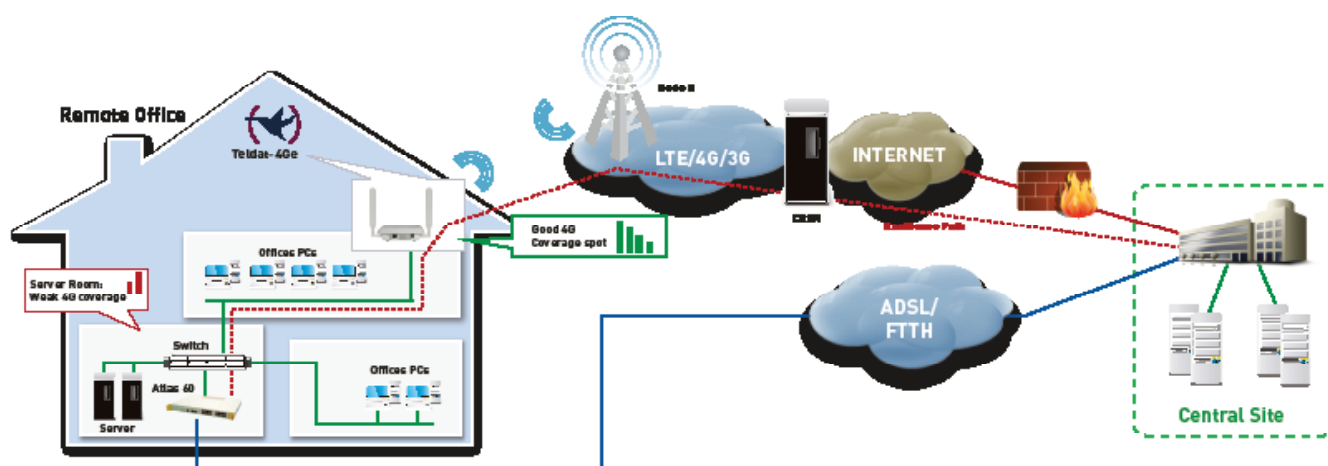 Remote Office
Teldat-4Ge
LTE/4G/3G
INTERNET
Good 4G
Coverage spot
Offices PCs
Server Room:
Weak 4G coverage
ADSL/
FTTH
Switch
Offices PCs
Atlas 60
Server
Central Site